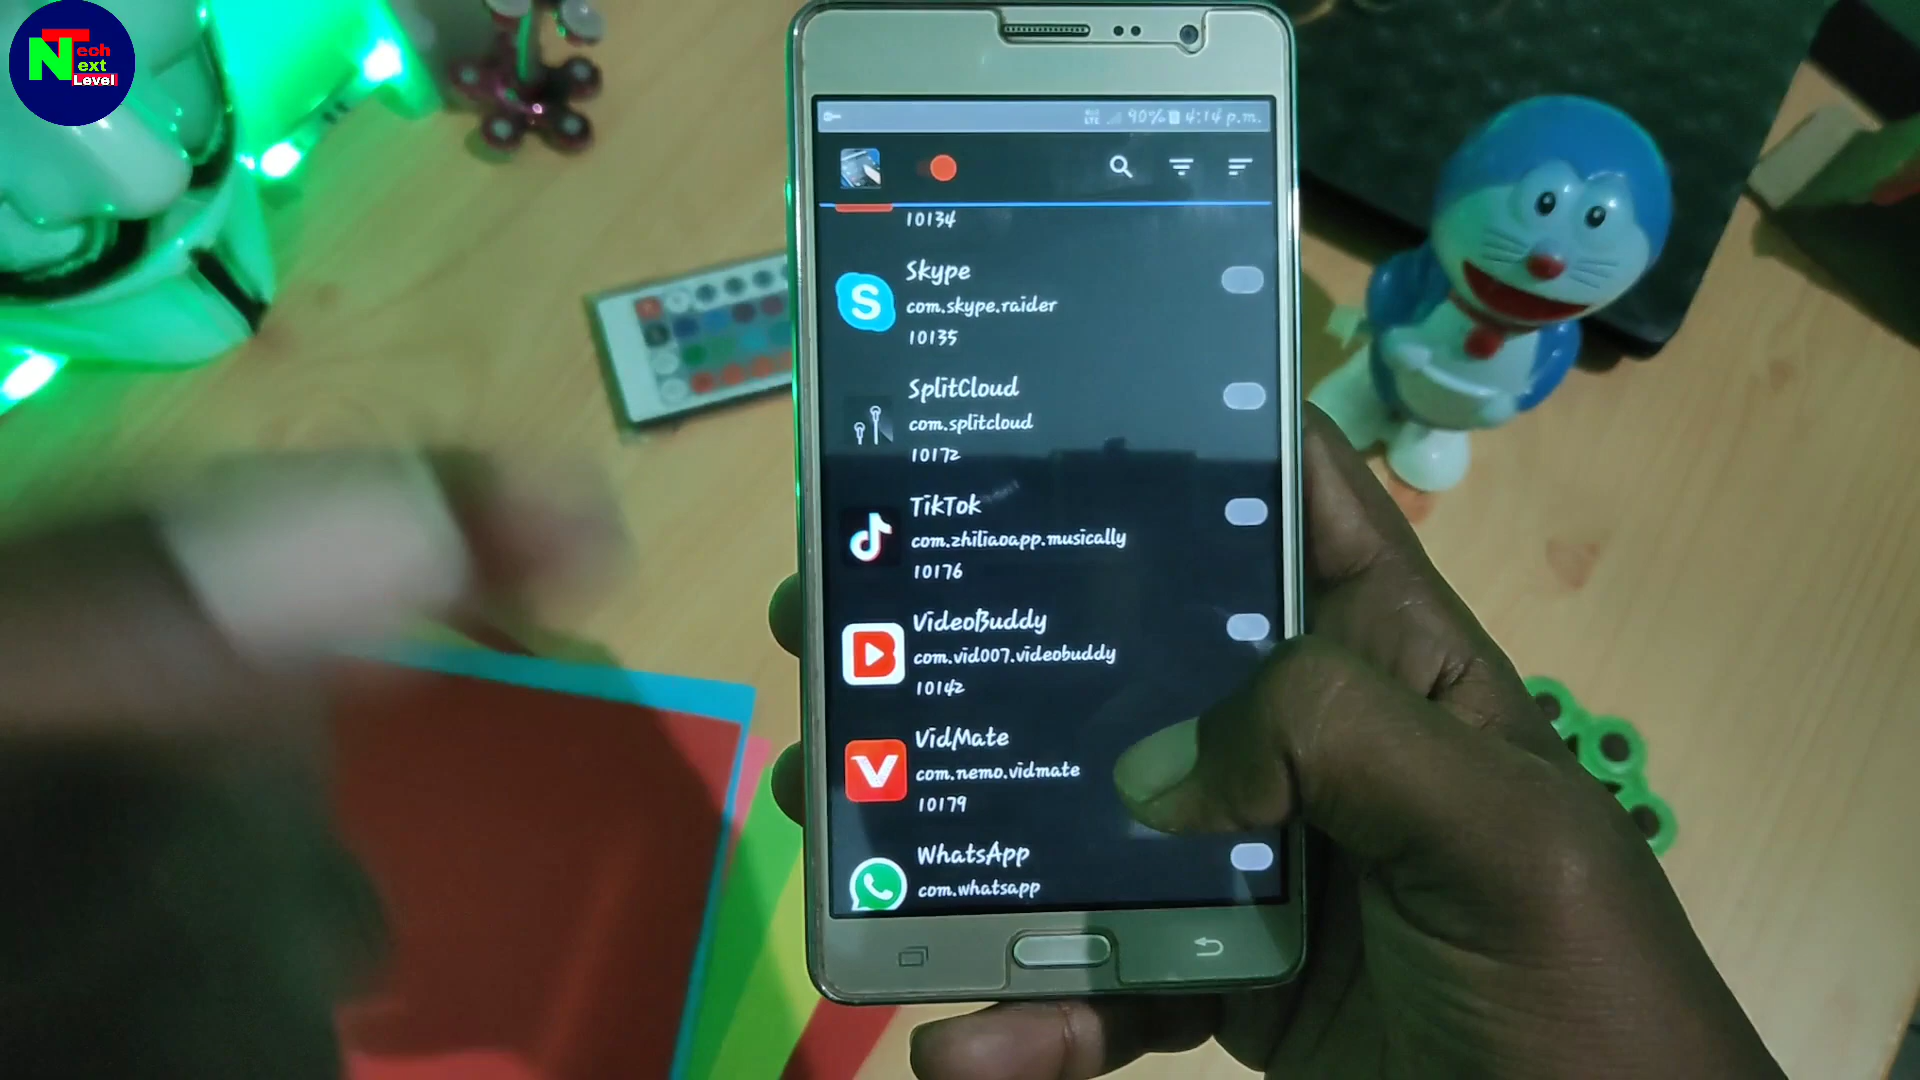 Tech
Next
Level
LTE 90% 4:14 p.m.
10134
Skype
com.skype.raider
10135
SplitCloud
com.splitcloud
10172
TikTok
com.zhiliaoapp.musically
10176
VideoBuddy
com.vid007.videobuddy
10142
VidMate
com.nemo.vidmate
10179
WhatsApp
com.whatsapp